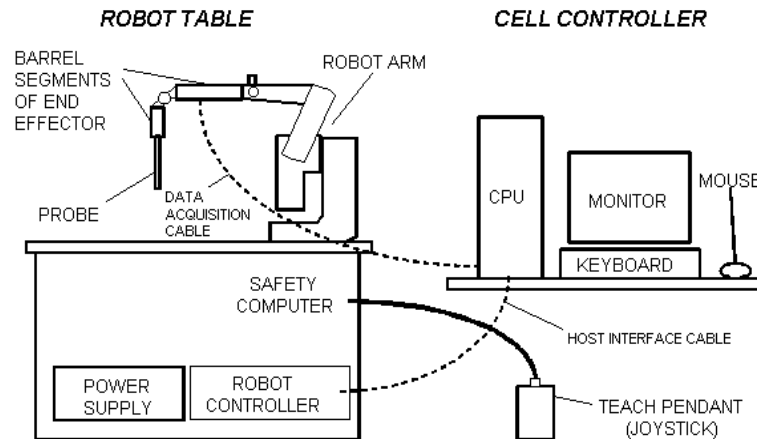 ROBOT TABLE
CELL CONTROLLER
BARREL
SEGMENTS
OF END
EFFECTOR
ROBOT ARM
PROBE
DATA
ACQUISITION
CABLE
CPU
MONITOR
MOUSE
KEYBOARD
SAFETY
COMPUTER
HOST INTERFACE CABLE
POWER
SUPPLY
ROBOT
CONTROLLER
TEACH PENDANT
(JOYSTICK)